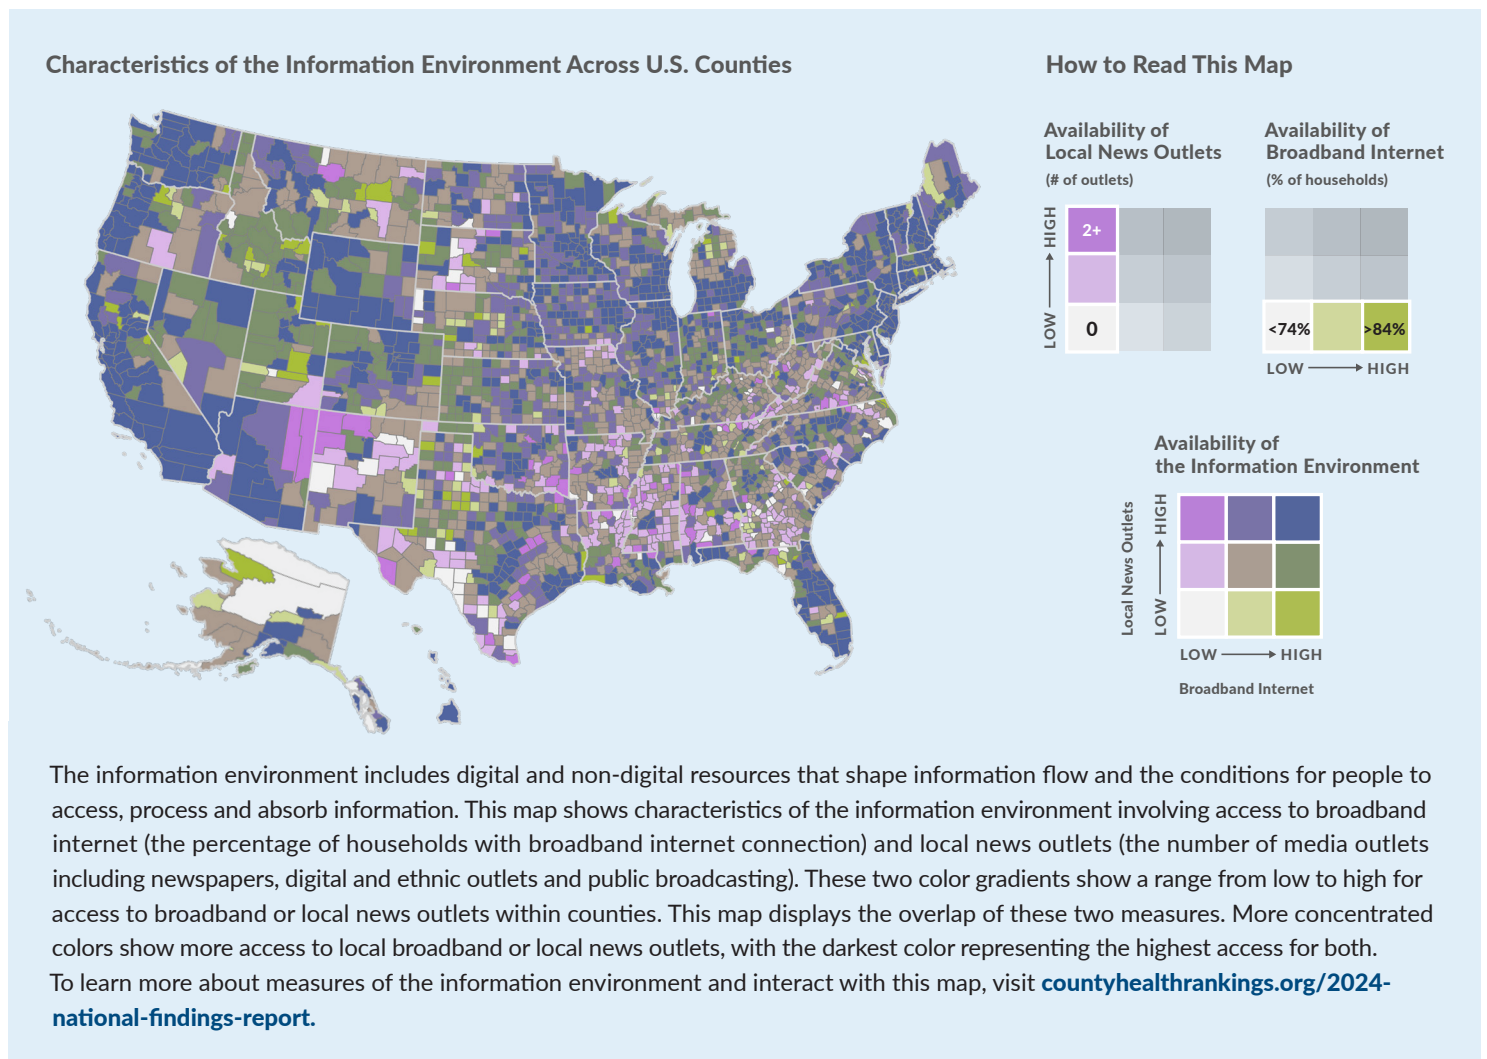 Characteristics of the Information Environment Across U.S. Counties
How to Read This Map
Availability of
Local News Outlets
(# of outlets)
HIGH
LOW
2+
0
Availability of
Broadband Internet
(% of households)
<74%
>84%
LOW
HIGH
Availability of
the Information Environment
Local News Outlets
HIGH
LOW
LOW
HIGH
Broadband Internet
The information environment includes digital and non-digital resources that shape information flow and the conditions for people to
access, process and absorb information. This map shows characteristics of the information environment involving access to broadband
internet (the percentage of households with broadband internet connection) and local news outlets (the number of media outlets
including newspapers, digital and ethnic outlets and public broadcasting). These two color gradients show a range from low to high for
access to broadband or local news outlets within counties. This map displays the overlap of these two measures. More concentrated
colors show more access to local broadband or local news outlets, with the darkest color representing the highest access for both.
To learn more about measures of the information environment and interact with this map, visit countyhealthrankings.org/2024-
national-findings-report.